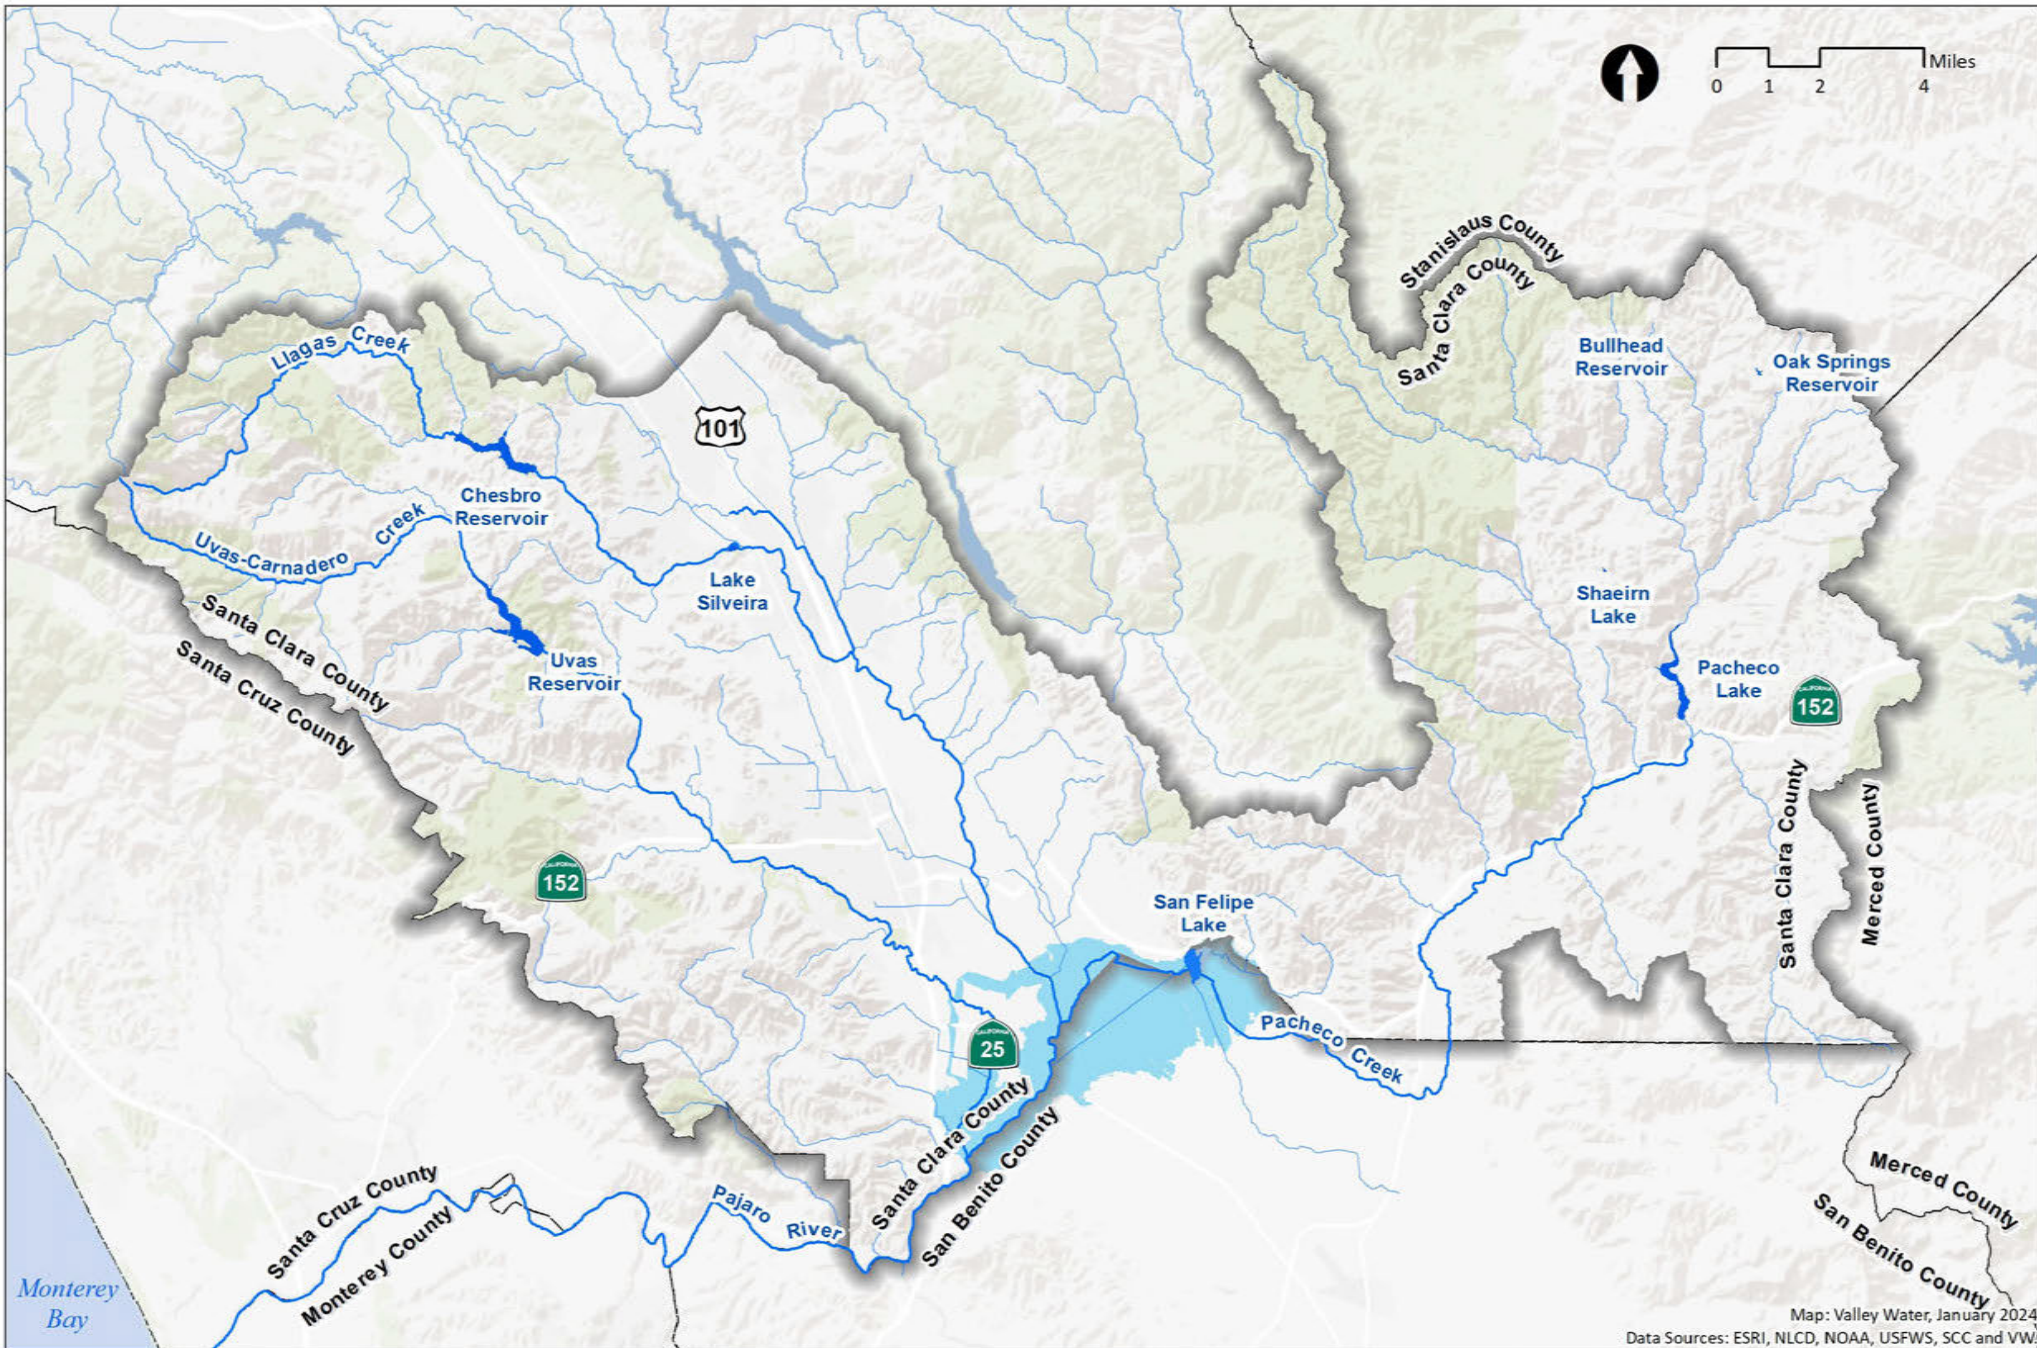 Miles
0 1 2 4
Stanislaus County
Santa Clara County
Llagas Creek
Bullhead
Reservoir
Oak Springs
Reservoir
101
Chesbro
Reservoir
Uvas-Carnadero Creek
Lake
Silveira
Shaeirn
Lake
Santa Clara County
Santa Cruz County
Uvas
Reservoir
Pacheco
Lake
CALIFORNIA
152
Santa Clara County
Merced County
CALIFORNIA
152
San Felipe
Lake
Pacheco Creek
CALIFORNIA
25
Santa Clara County
San Benito County
Pajaro River
Santa Cruz County
Monterey County
Merced County
San Benito County
Monterey
Bay
Map: Valley Water, January 2024
Data Sources: ESRI, NLCD, NOAA, USFWS, SCC and VW